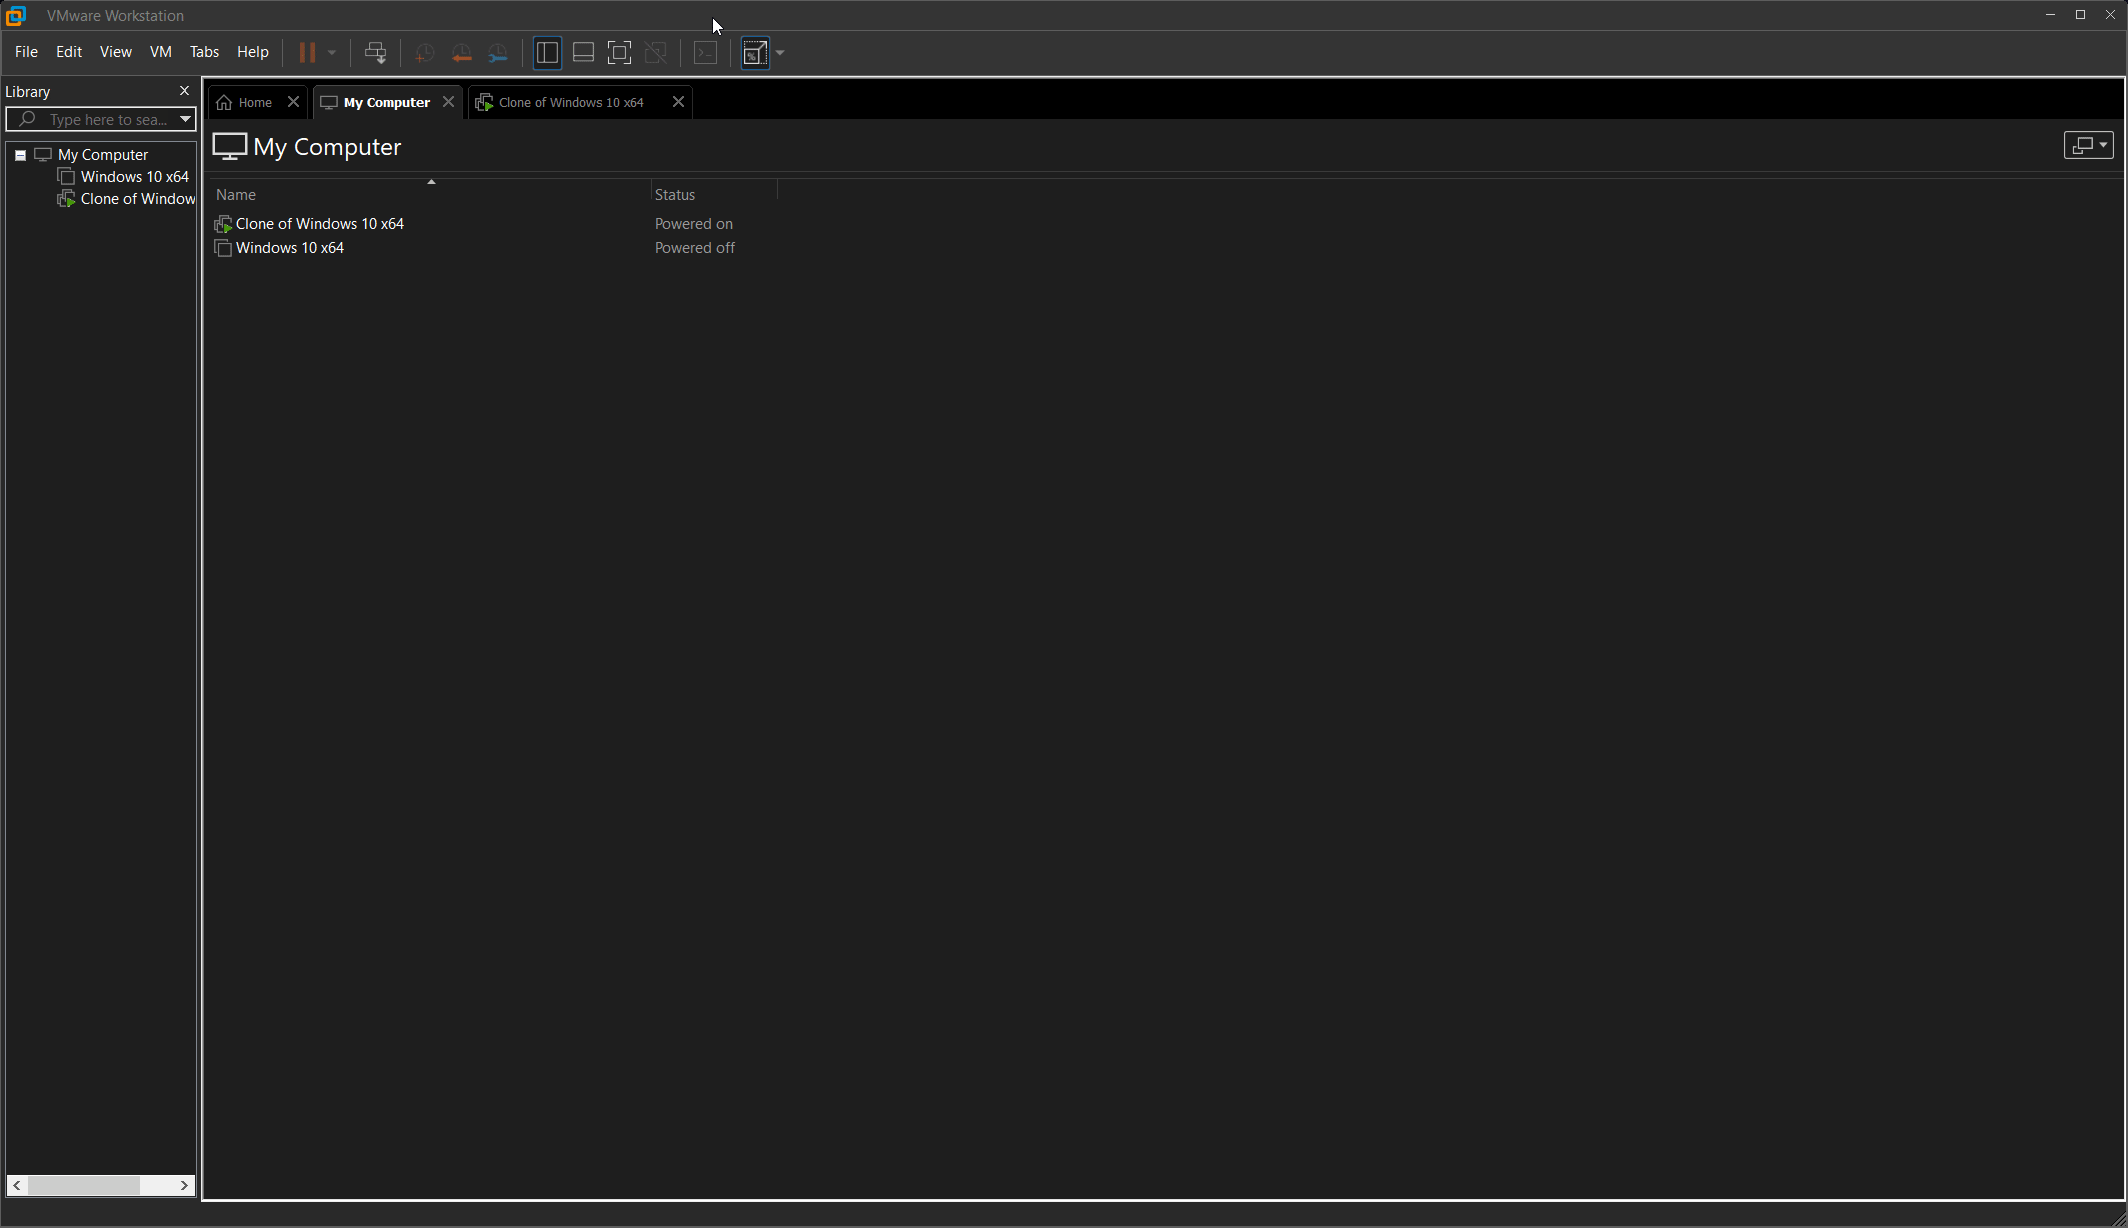 VMware Workstation
File Edit View VM Tabs Help
Library
Home My Computer Clone of Windows 10 x64
Type here to sea...
My Computer
My Computer
Windows 10 x64
Clone of Window
Name Status
Clone of Windows 10 x64 Powered on
Windows 10 x64 Powered off